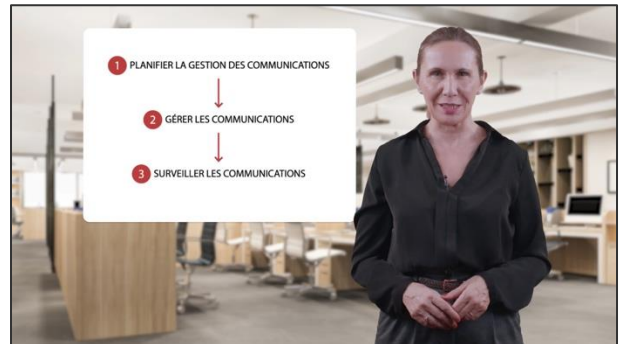 1 PLANIFIER LA GESTION DES COMMUNICATIONS
2 GÉRER LES COMMUNICATIONS
3 SURVEILLER LES COMMUNICATIONS